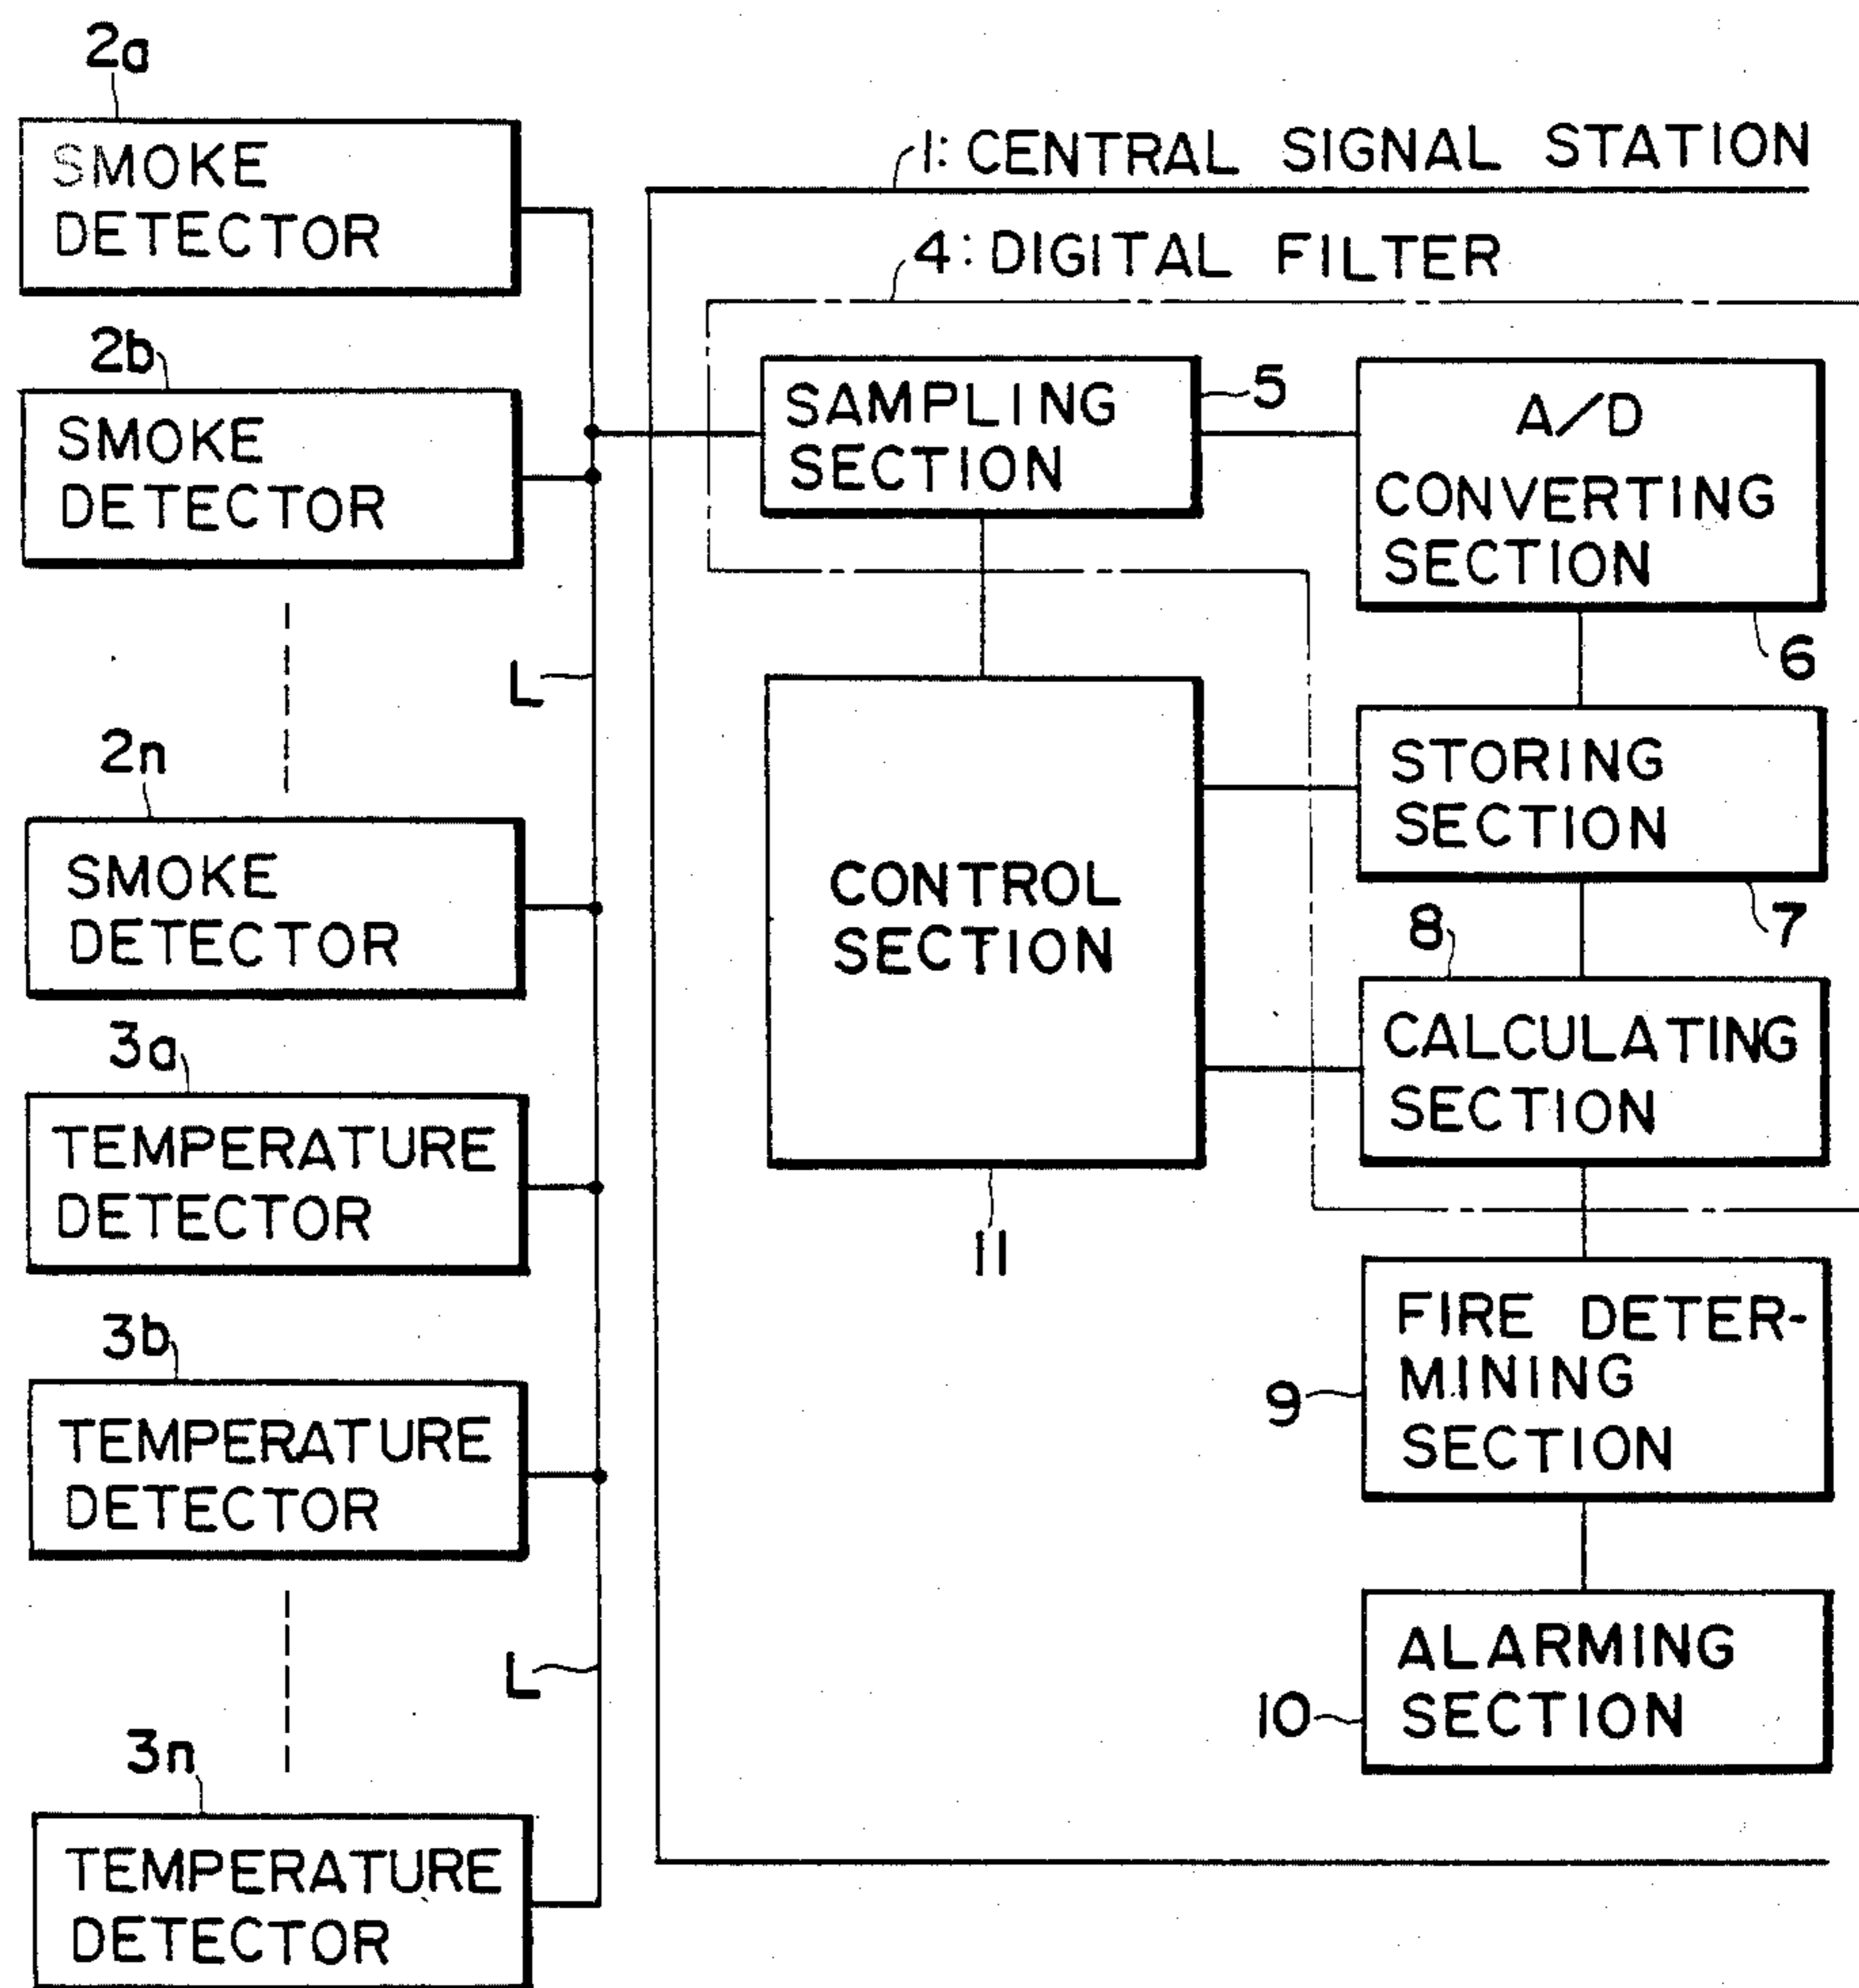 2a
SMOKE
DETECTOR
1: CENTRAL SIGNAL STATION
4: DIGITAL FILTER
2b
SMOKE
DETECTOR
SAMPLING
SECTION
5
A/D
CONVERTING
SECTION
6
L
2n
SMOKE
DETECTOR
CONTROL
SECTION
11
STORING
SECTION
7
8
CALCULATING
SECTION
3a
TEMPERATURE
DETECTOR
3b
TEMPERATURE
DETECTOR
9
FIRE DETER-
MINING
SECTION
L
10
ALARMING
SECTION
3n
TEMPERATURE
DETECTOR